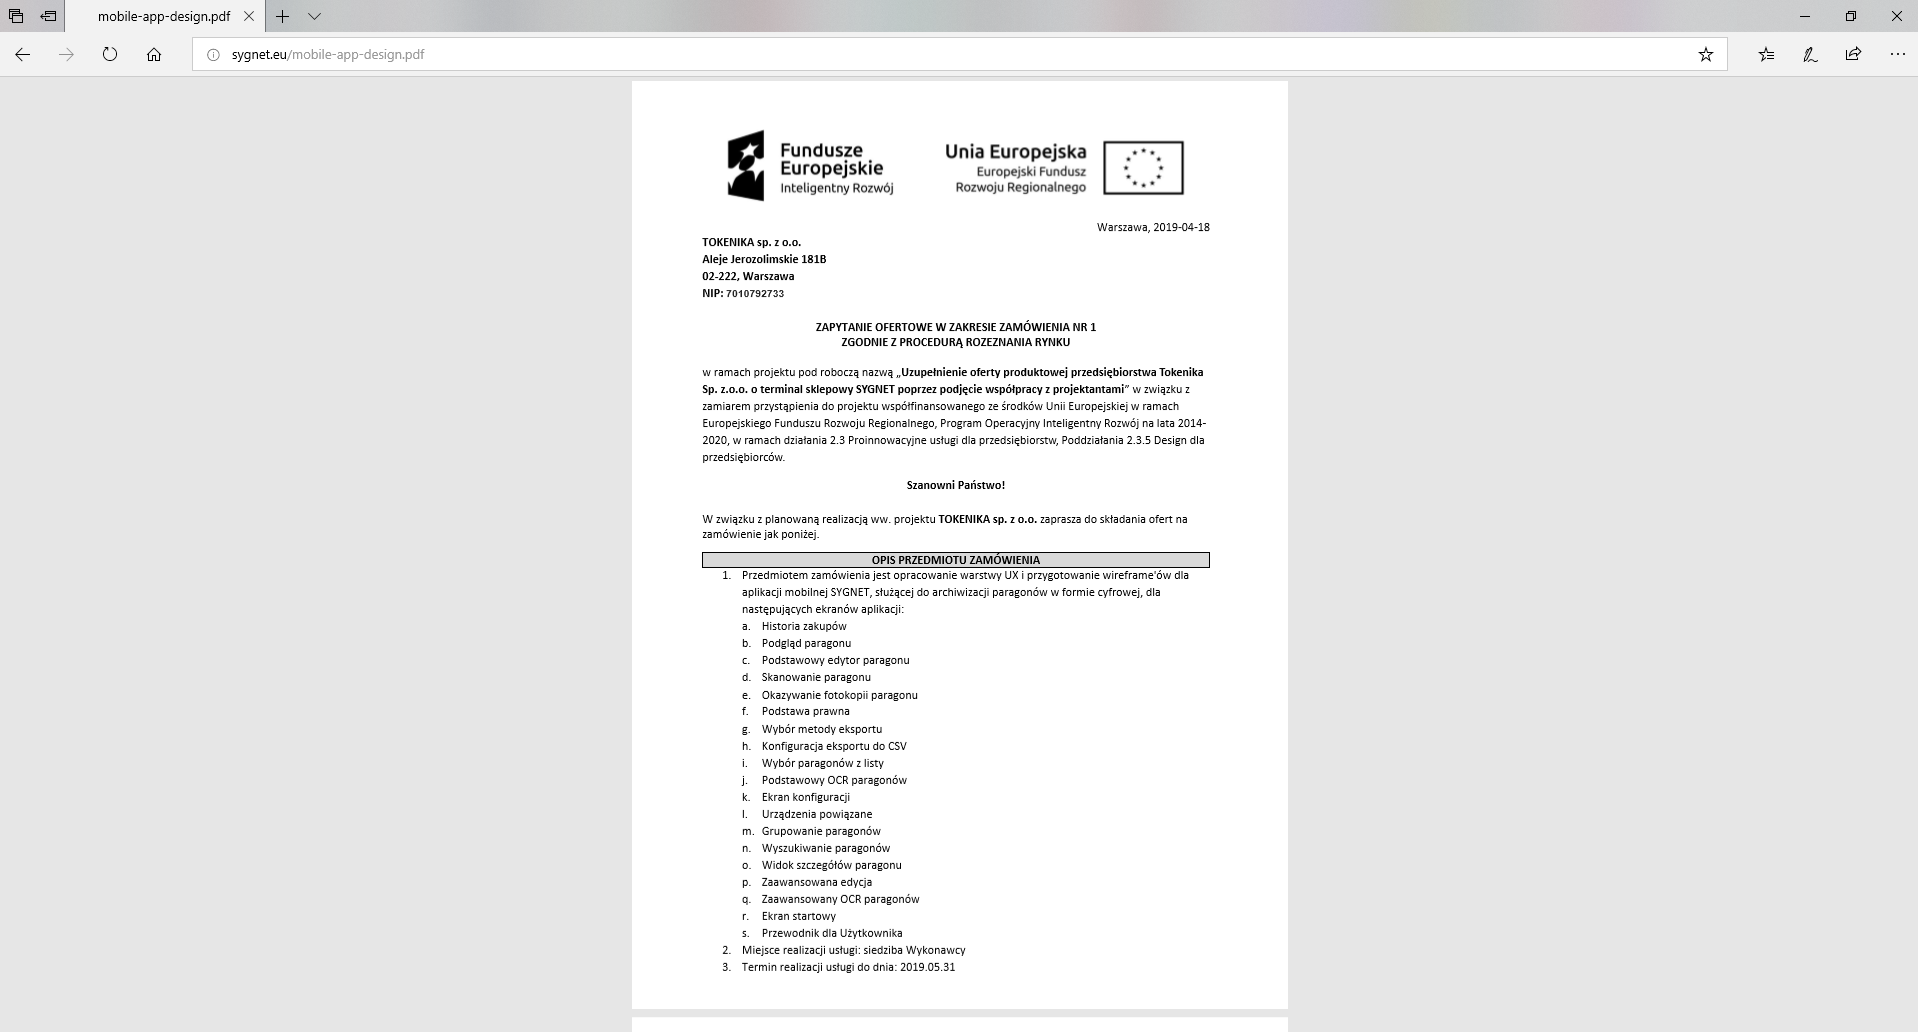 mobile-app-design.pdf
sygnet.eu/mobile-app-design.pdf
Fundusze
Europejskie
Inteligentny Rozwój
Unia Europejska
Europejski Fundusz
Rozwoju Regionalnego
Warszawa, 2019-04-18
TOKENIKA sp. z o.o.
Aleje Jerozolimskie 181B
02-222, Warszawa
NIP: 7010792733
ZAPYTANIE OFERTOWE W ZAKRESIE ZAMÓWIENIA NR 1
ZGODNIE Z PROCEDURĄ ROZEZNANIA RYNKU
w ramach projektu pod roboczą nazwą „Uzupełnienie oferty produktowej przedsiębiorstwa Tokenika
Sp. z.o.o. o terminal sklepowy SYGNET poprzez podjęcie współpracy z projektantami” w związku z
zamiarem przystąpienia do projektu współfinansowanego ze środków Unii Europejskiej w ramach
Europejskiego Funduszu Rozwoju Regionalnego, Program Operacyjny Inteligentny Rozwój na lata 2014-
2020, w ramach działania 2.3 Proinnowacyjne usługi dla przedsiębiorstw, Poddziałania 2.3.5 Design dla
przedsiębiorców.
Szanowni Państwo!
W związku z planowaną realizacją ww. projektu TOKENIKA sp. z o.o. zaprasza do składania ofert na
zamówienie jak poniżej.
OPIS PRZEDMIOTU ZAMÓWIENIA
1. Przedmiotem zamówienia jest opracowanie warstwy UX i przygotowanie wireframe'ów dla
aplikacji mobilnej SYGNET, służącej do archiwizacji paragonów w formie cyfrowej, dla
następujących ekranów aplikacji:
a. Historia zakupów
b. Podgląd paragonu
c. Podstawowy edytor paragonu
d. Skanowanie paragonu
e. Okazywanie fotokopii paragonu
f. Podstawa prawna
g. Wybór metody eksportu
h. Konfiguracja eksportu do CSV
i. Wybór paragonów z listy
j. Podstawowy OCR paragonów
k. Ekran konfiguracji
l. Urządzenia powiązane
m. Grupowanie paragonów
n. Wyszukiwanie paragonów
o. Widok szczegółów paragonu
p. Zaawansowana edycja
q. Zaawansowany OCR paragonów
r. Ekran startowy
s. Przewodnik dla Użytkownika
2. Miejsce realizacji usługi: siedziba Wykonawcy
3. Termin realizacji usługi do dnia: 2019.05.31